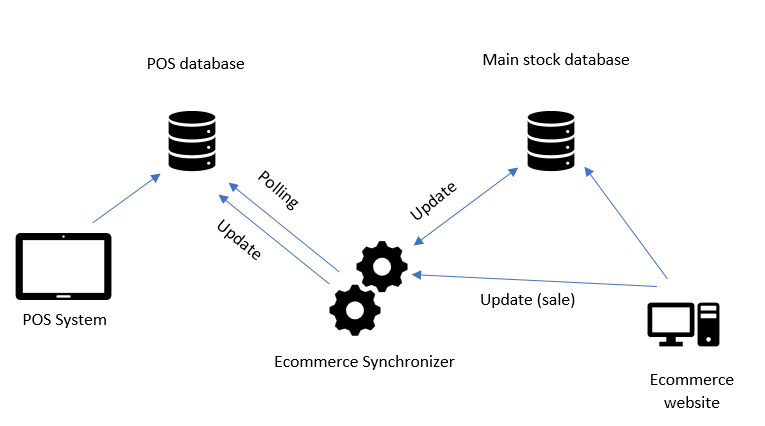 POS database
Main stock database
Polling
Update
Update
POS System
Update (sale)
Ecommerce Synchronizer
Ecommerce
website